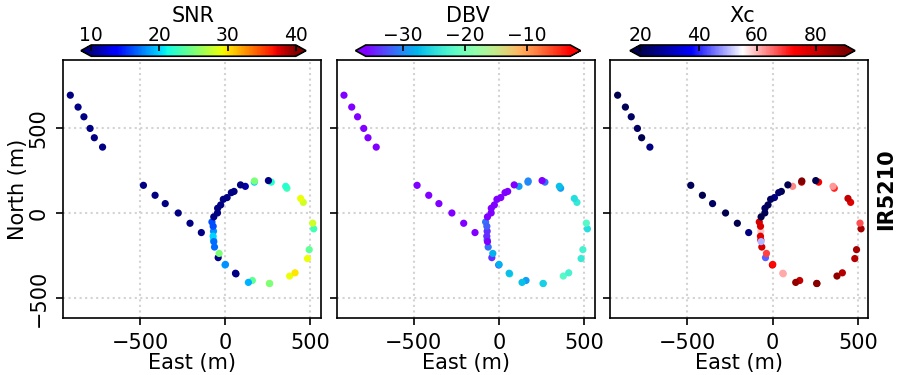 SNR DBV Xc
10 20 30 40 −30 −20 −10 20 40 60 80
North (m)
500
0
−500
IR5210
−500 0 500 −500 0 500 −500 0 500
East (m) East (m) East (m)